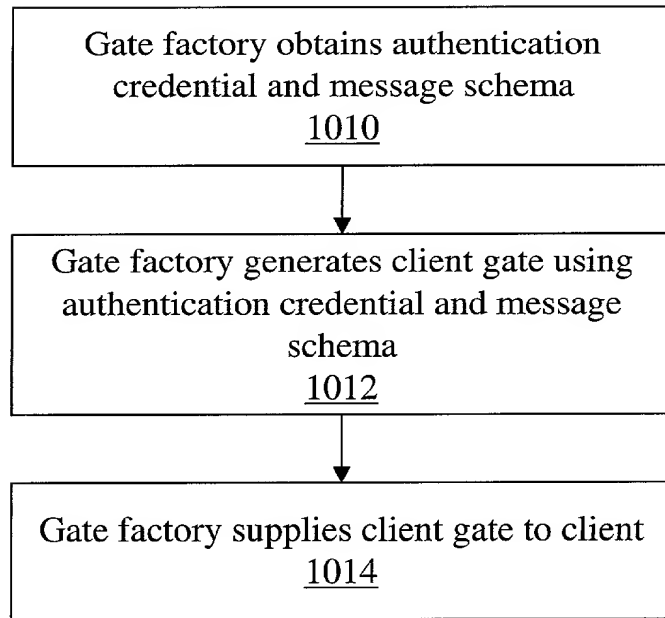 Gate factory obtains authentication
credential and message schema
1010
Gate factory generates client gate using
authentication credential and message
schema
1012
Gate factory supplies client gate to client
1014